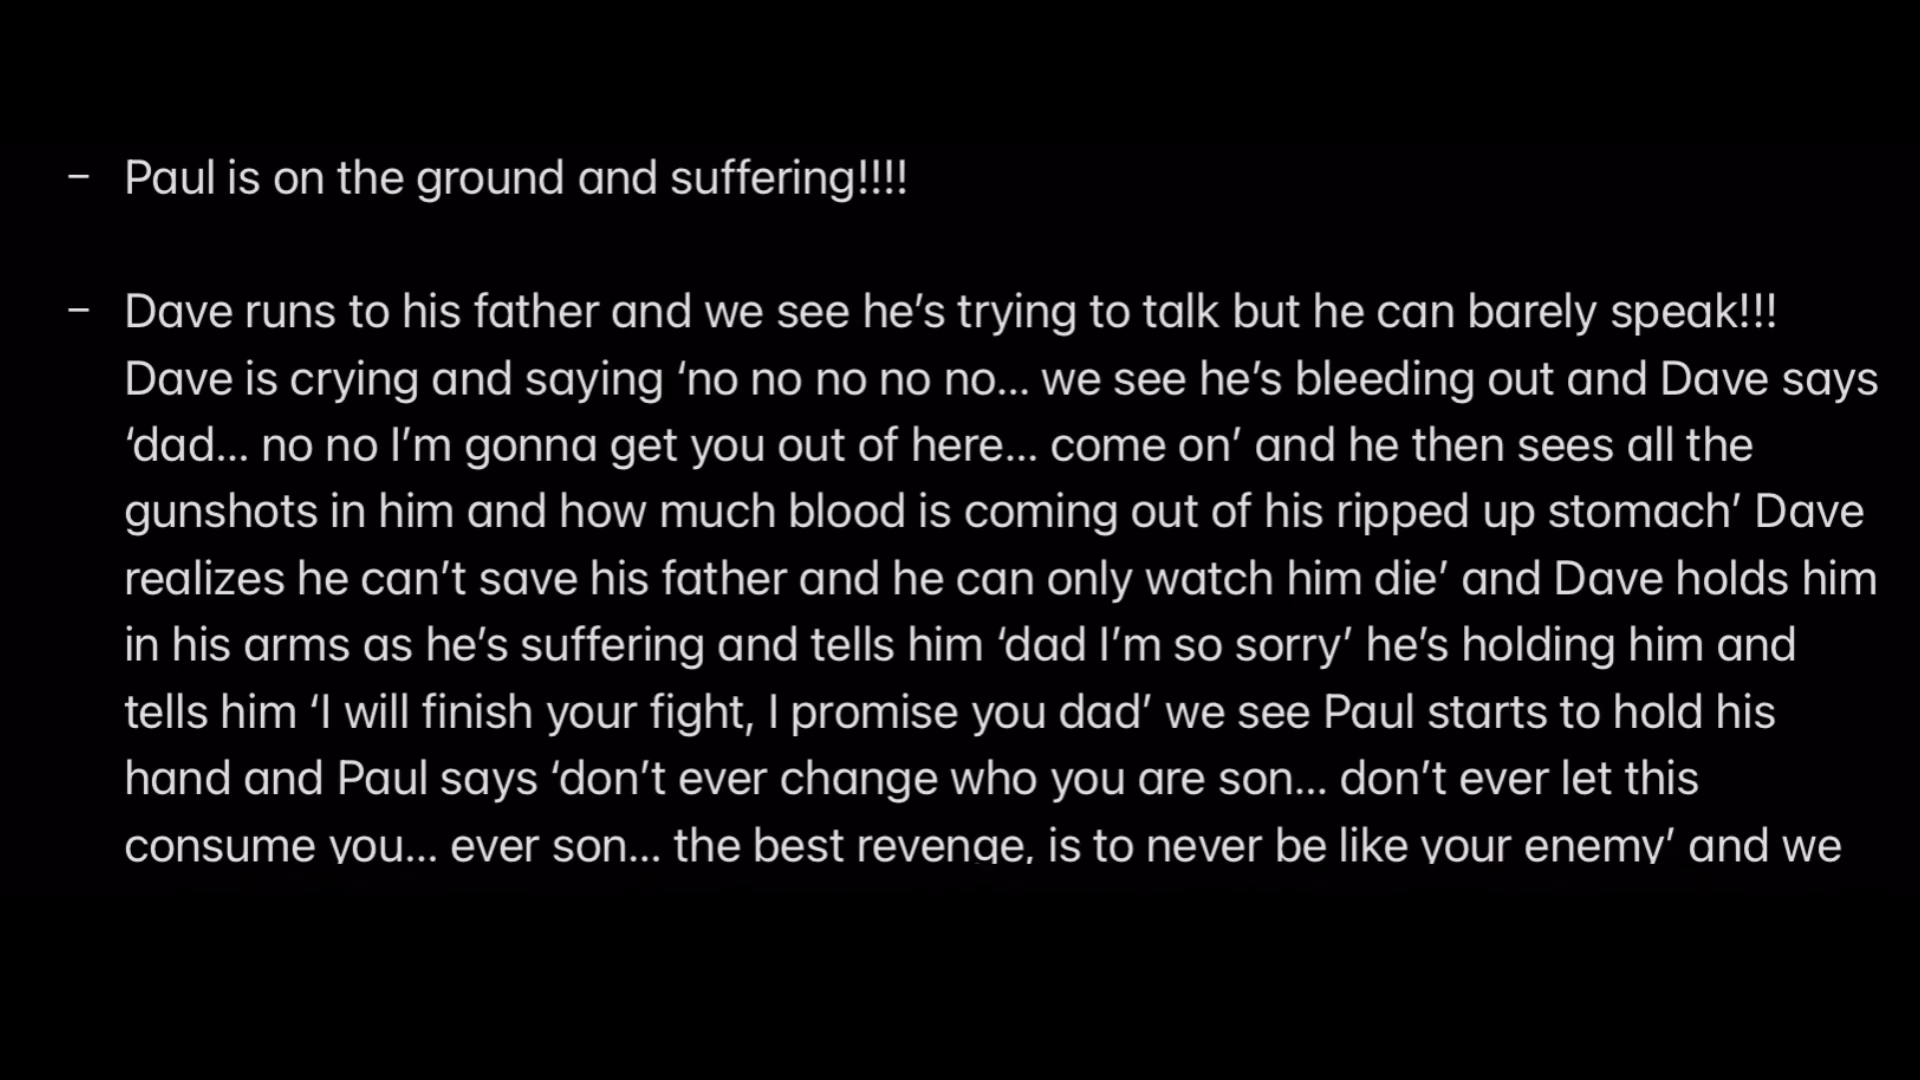 – Paul is on the ground and suffering!!!!
– Dave runs to his father and we see he’s trying to talk but he can barely speak!!!
Dave is crying and saying ‘no no no no no... we see he’s bleeding out and Dave says
‘dad... no no I’m gonna get you out of here... come on’ and he then sees all the
gunshots in him and how much blood is coming out of his ripped up stomach’ Dave
realizes he can’t save his father and he can only watch him die’ and Dave holds him
in his arms as he’s suffering and tells him ‘dad I’m so sorry’ he’s holding him and
tells him ‘I will finish your fight, I promise you dad’ we see Paul starts to hold his
hand and Paul says ‘don’t ever change who you are son... don’t ever let this
consume you... ever son... the best revenge, is to never be like your enemy’ and we